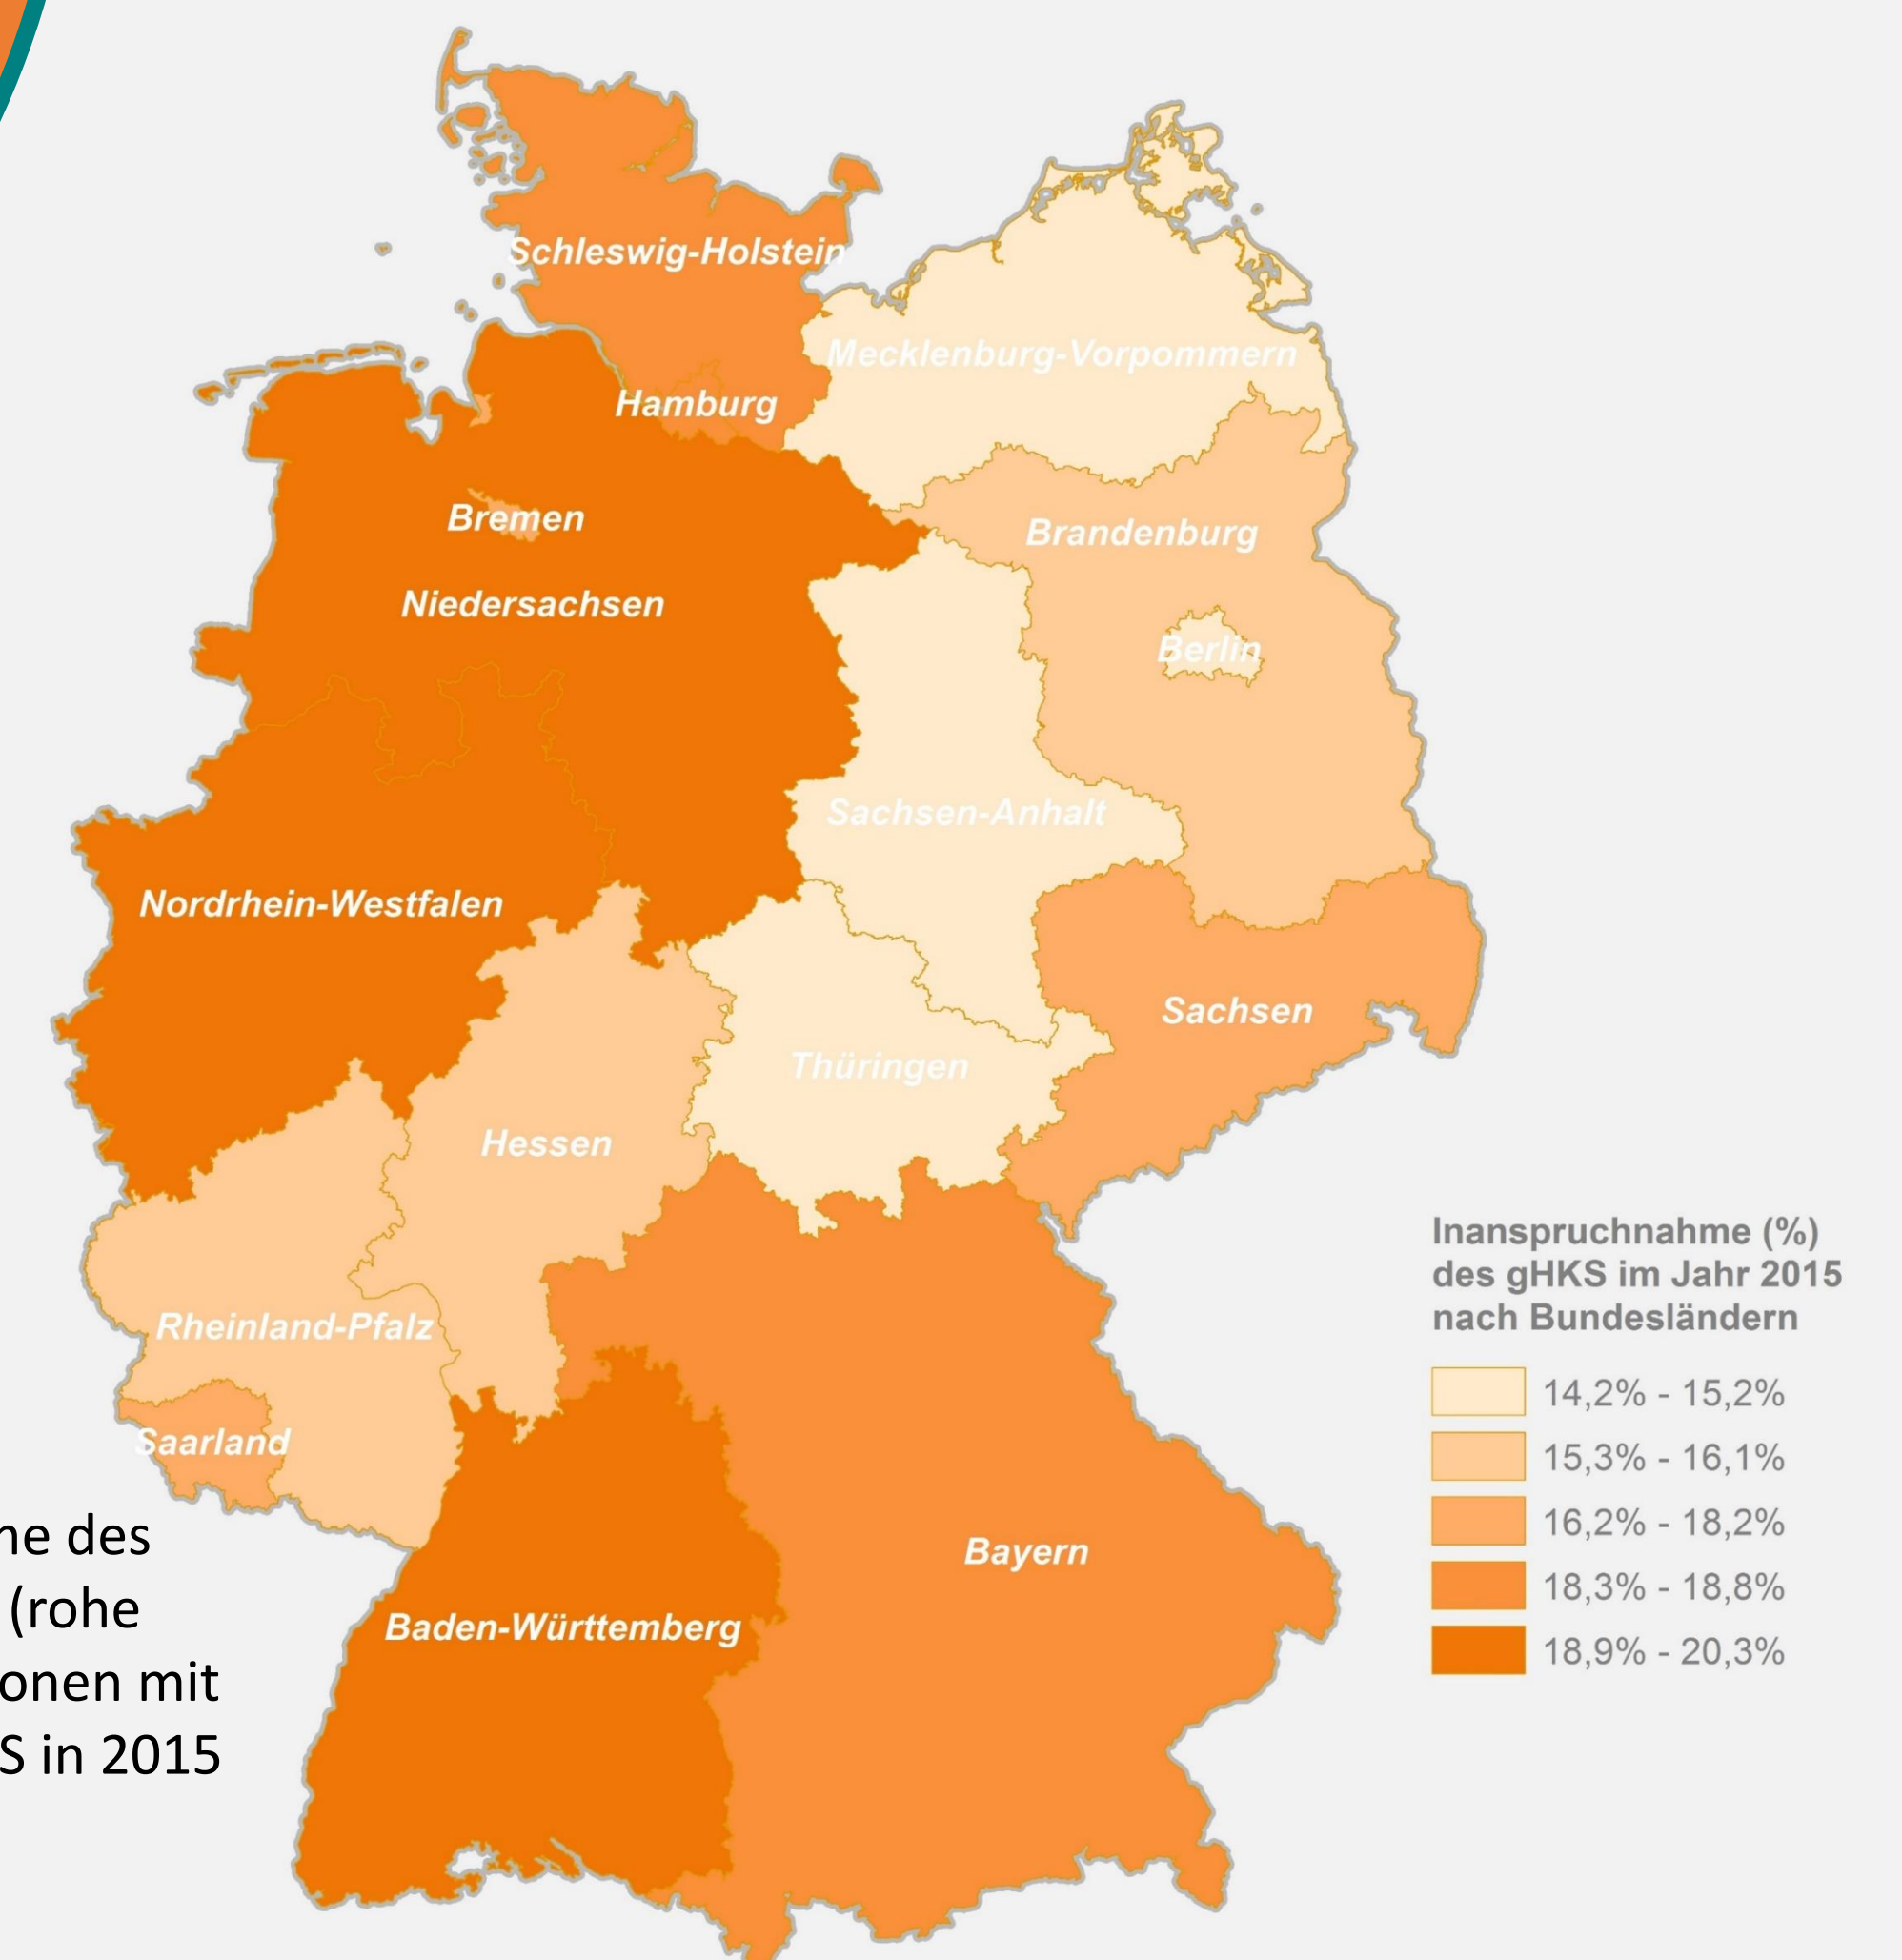 Schleswig-Holstein
Mecklenburg-Vorpommern
Hamburg
Bremen
Brandenburg
Niedersachsen
Berlin
Sachsen-Anhalt
Nordrhein-Westfalen
Sachsen
Thüringen
Hessen
Rheinland-Pfalz
Saarland
Bayern
Baden-Württemberg
Inanspruchnahme (%)
des gHKS im Jahr 2015
nach Bundesländern
14,2% - 15,2%
15,3% - 16,1%
16,2% - 18,2%
18,3% - 18,8%
18,9% - 20,3%
des
(rohe
mit
S in 2015